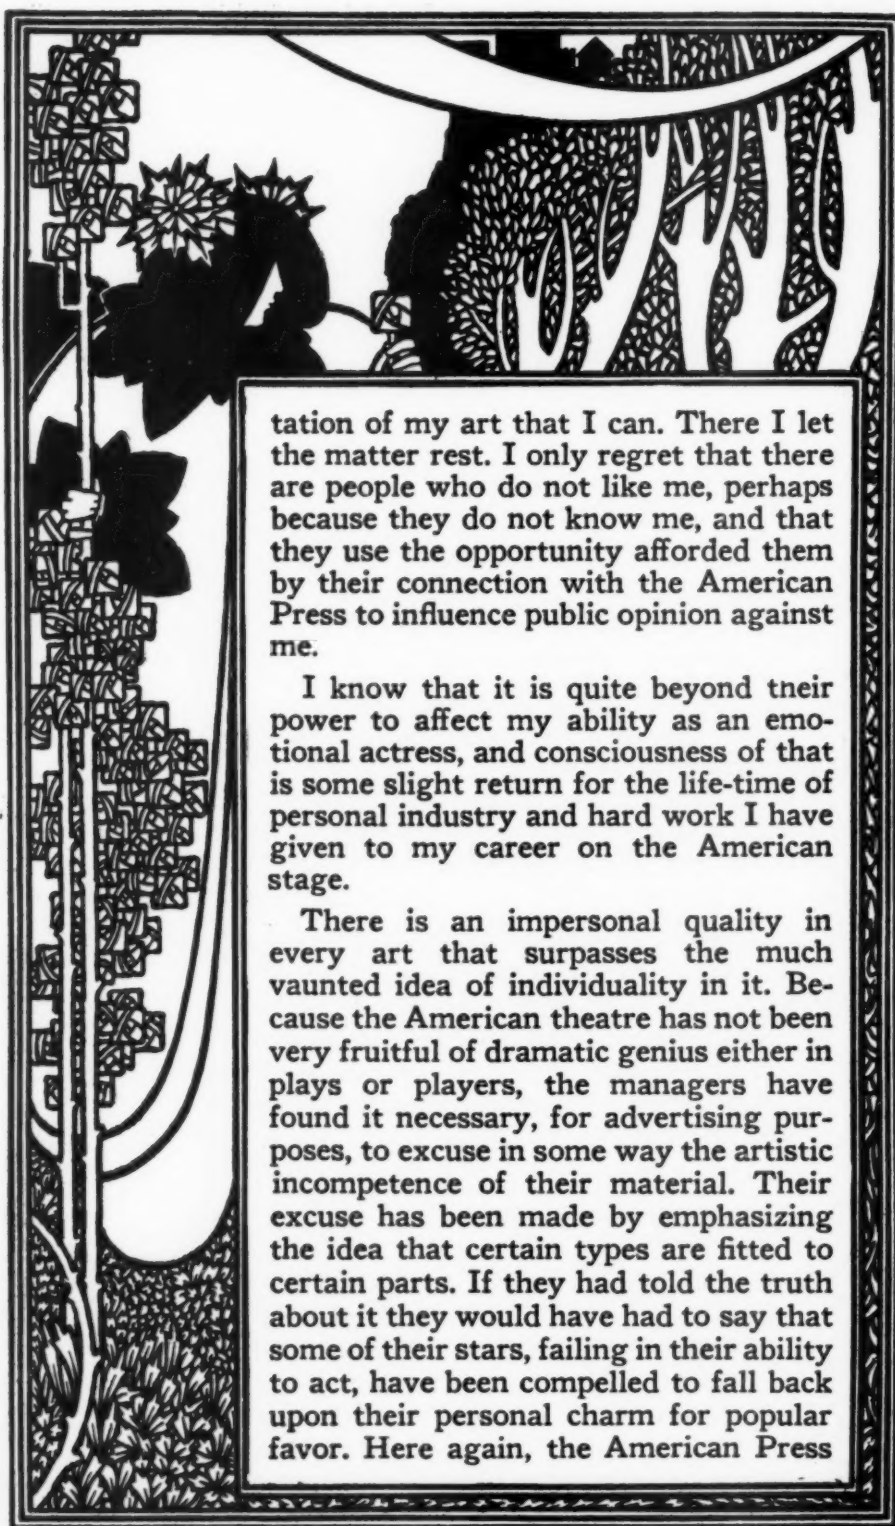 tation of my art that I can. There I let
the matter rest. I only regret that there
are people who do not like me, perhaps
because they do not know me, and that
they use the opportunity afforded them
by their connection with the American
Press to influence public opinion against
me.
I know that it is quite beyond tneir
power to affect my ability as an emo-
tional actress, and consciousness of that
is some slight return for the life-time of
personal industry and hard work I have
given to my career on the American
stage.
There is an impersonal quality in
every art that surpasses the much
vaunted idea of individuality in it. Be-
cause the American theatre has not been
very fruitful of dramatic genius either in
plays or players, the managers have
found it necessary, for advertising pur-
poses, to excuse in some way the artistic
incompetence of their material. Their
excuse has been made by emphasizing
the idea that certain types are fitted to
certain parts. If they had told the truth
about it they would have had to say that
some of their stars, failing in their ability
to act, have been compelled to fall back
upon their personal charm for popular
favor. Here again, the American Press